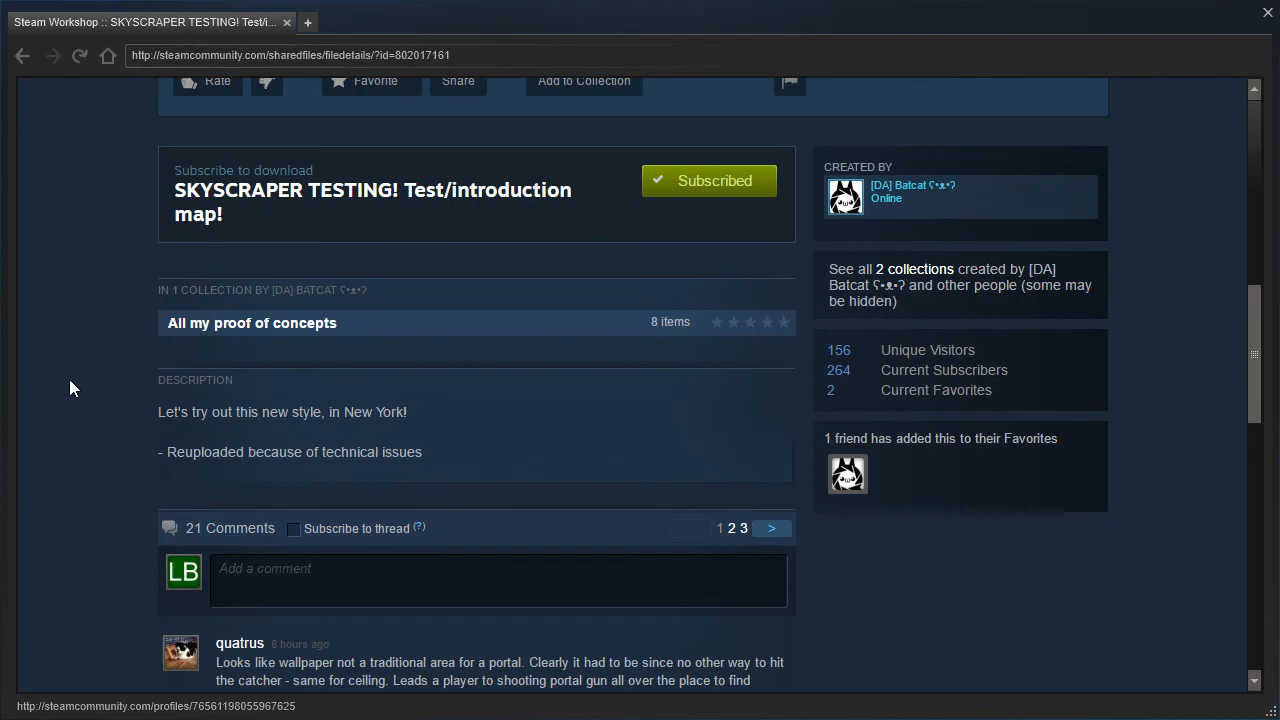 Steam Workshop :: SKYSCRAPER TESTING! Test/i...
http://steamcommunity.com/sharedfiles/filedetails/?id=802017161
Rate
Favorite
Share
Add to Collection
Subscribe to download
SKYSCRAPER TESTING! Test/introduction
map!
Subscribed
CREATED BY
[DA] Batcat ʕ•ᴥ•ʔ
Online
IN 1 COLLECTION BY [DA] BATCAT ʕ•ᴥ•ʔ
All my proof of concepts
8 items
See all 2 collections created by [DA]
Batcat ʕ•ᴥ•ʔ and other people (some may
be hidden)
156 Unique Visitors
264 Current Subscribers
2 Current Favorites
DESCRIPTION
Let's try out this new style, in New York!
- Reuploaded because of technical issues
1 friend has added this to their Favorites
21 Comments
Subscribe to thread (?)
1 2 3 >
LB
Add a comment
quatrus 6 hours ago
Looks like wallpaper not a traditional area for a portal. Clearly it had to be since no other way to hit
the catcher - same for ceiling. Leads a player to shooting portal gun all over the place to find
http://steamcommunity.com/profiles/76561198055967625